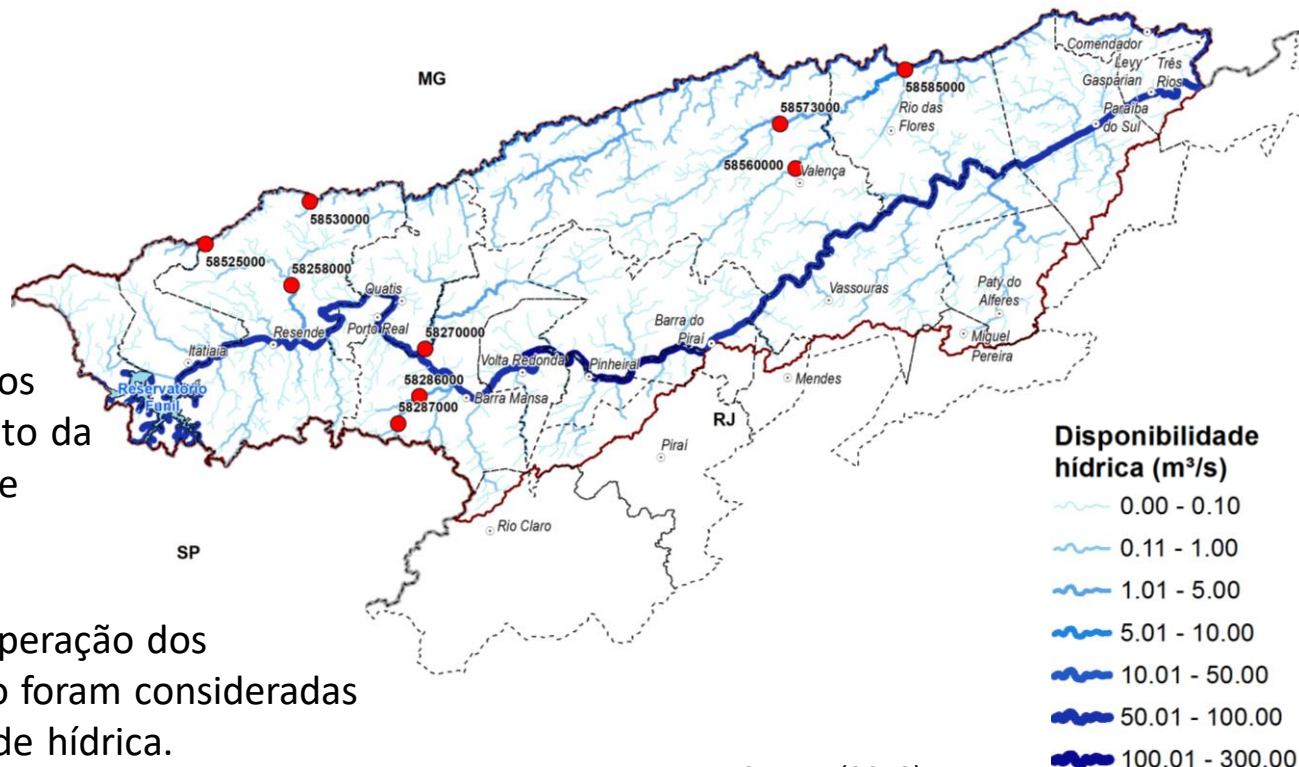 MG
Comendador
Levy
Gasparian
Três
Rios
Paraíba
do Sul
58585000
Rio das
Flores
58573000
58560000
Valença
58530000
58525000
58258000
Quatis
Porto Real
Resende
Itatiaia
58270000
Volta Redonda
Pinheiral
Barra do
Piraí
Vassouras
Paty do
Alferes
Miguel
Pereira
Mendes
Reservatório
Funil
58286000
58287000
Barra Mansa
RJ
Piraí
Rio Claro
SP
os
to da
e
peração dos
o foram consideradas
de hídrica.
Disponibilidade
hídrica (m³/s)
0.00 - 0.10
0.11 - 1.00
1.01 - 5.00
5.01 - 10.00
10.01 - 50.00
50.01 - 100.00
100.01 - 300.00